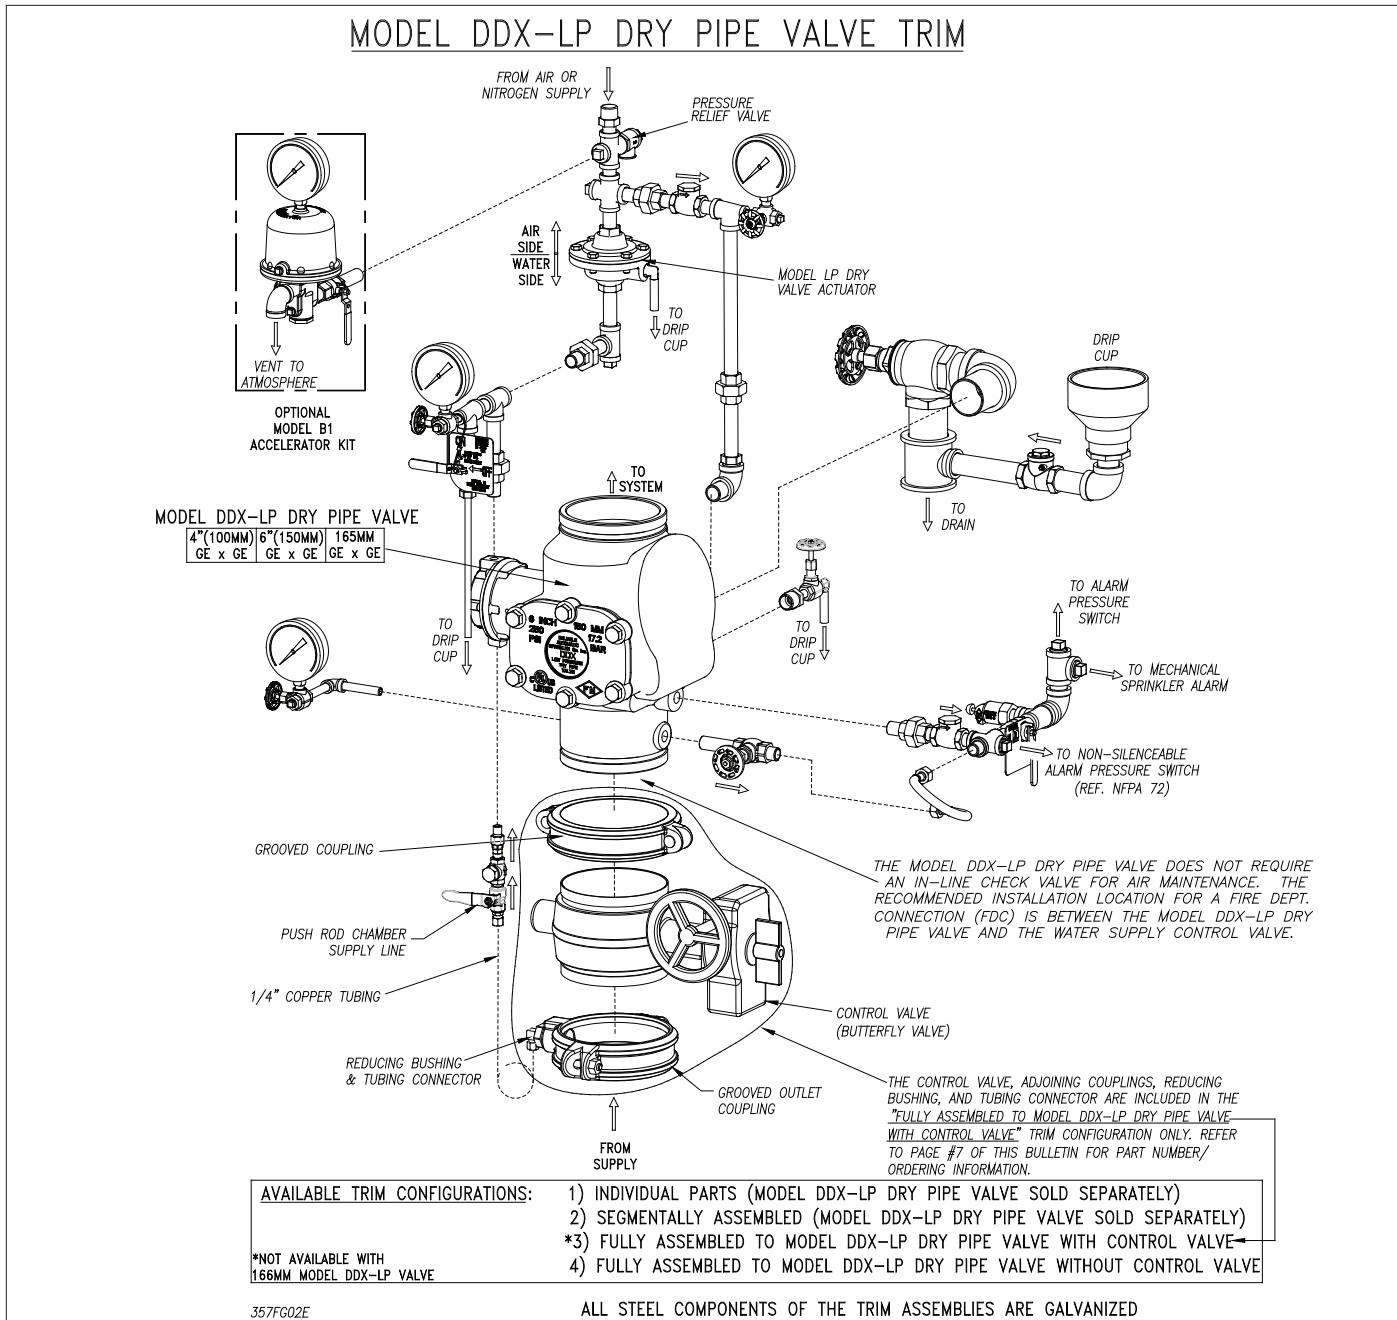 MODEL DDX-LP DRY PIPE VALVE TRIM
FROM AIR OR
NITROGEN SUPPLY
PRESSURE
RELIEF VALVE
AIR
SIDE
WATER
SIDE
MODEL LP DRY
VALVE ACTUATOR
TO
DRIP
CUP
VENT TO
ATMOSPHERE
OPTIONAL
MODEL B1
ACCELERATOR KIT
DRIP
CUP
TO
DRAIN
ON
OFF
TO
SYSTEM
MODEL DDX-LP DRY PIPE VALVE
4"(100MM) 6"(150MM) 165MM
GE x GE GE x GE GE x GE
6 INCH 150 MM
250 17.2
PSI BAR
DDX
LISTED
TO
DRIP
CUP
TO
DRIP
CUP
TO ALARM
PRESSURE
SWITCH
TO MECHANICAL
SPRINKLER ALARM
TO NON-SILENCEABLE
ALARM PRESSURE SWITCH
(REF. NFPA 72)
GROOVED COUPLING
THE MODEL DDX-LP DRY PIPE VALVE DOES NOT REQUIRE
AN IN-LINE CHECK VALVE FOR AIR MAINTENANCE. THE
RECOMMENDED INSTALLATION LOCATION FOR A FIRE DEPT.
CONNECTION (FDC) IS BETWEEN THE MODEL DDX-LP DRY
PIPE VALVE AND THE WATER SUPPLY CONTROL VALVE.
PUSH ROD CHAMBER
SUPPLY LINE
1/4" COPPER TUBING
CONTROL VALVE
(BUTTERFLY VALVE)
REDUCING BUSHING
& TUBING CONNECTOR
GROOVED OUTLET
COUPLING
THE CONTROL VALVE, ADJOINING COUPLINGS, REDUCING
BUSHING, AND TUBING CONNECTOR ARE INCLUDED IN THE
"FULLY ASSEMBLED TO MODEL DDX-LP DRY PIPE VALVE
WITH CONTROL VALVE" TRIM CONFIGURATION ONLY. REFER
TO PAGE #7 OF THIS BULLETIN FOR PART NUMBER/
ORDERING INFORMATION.
FROM
SUPPLY
AVAILABLE TRIM CONFIGURATIONS:
1) INDIVIDUAL PARTS (MODEL DDX-LP DRY PIPE VALVE SOLD SEPARATELY)
2) SEGMENTALLY ASSEMBLED (MODEL DDX-LP DRY PIPE VALVE SOLD SEPARATELY)
*3) FULLY ASSEMBLED TO MODEL DDX-LP DRY PIPE VALVE WITH CONTROL VALVE
4) FULLY ASSEMBLED TO MODEL DDX-LP DRY PIPE VALVE WITHOUT CONTROL VALVE
*NOT AVAILABLE WITH
166MM MODEL DDX-LP VALVE
357FG02E
ALL STEEL COMPONENTS OF THE TRIM ASSEMBLIES ARE GALVANIZED